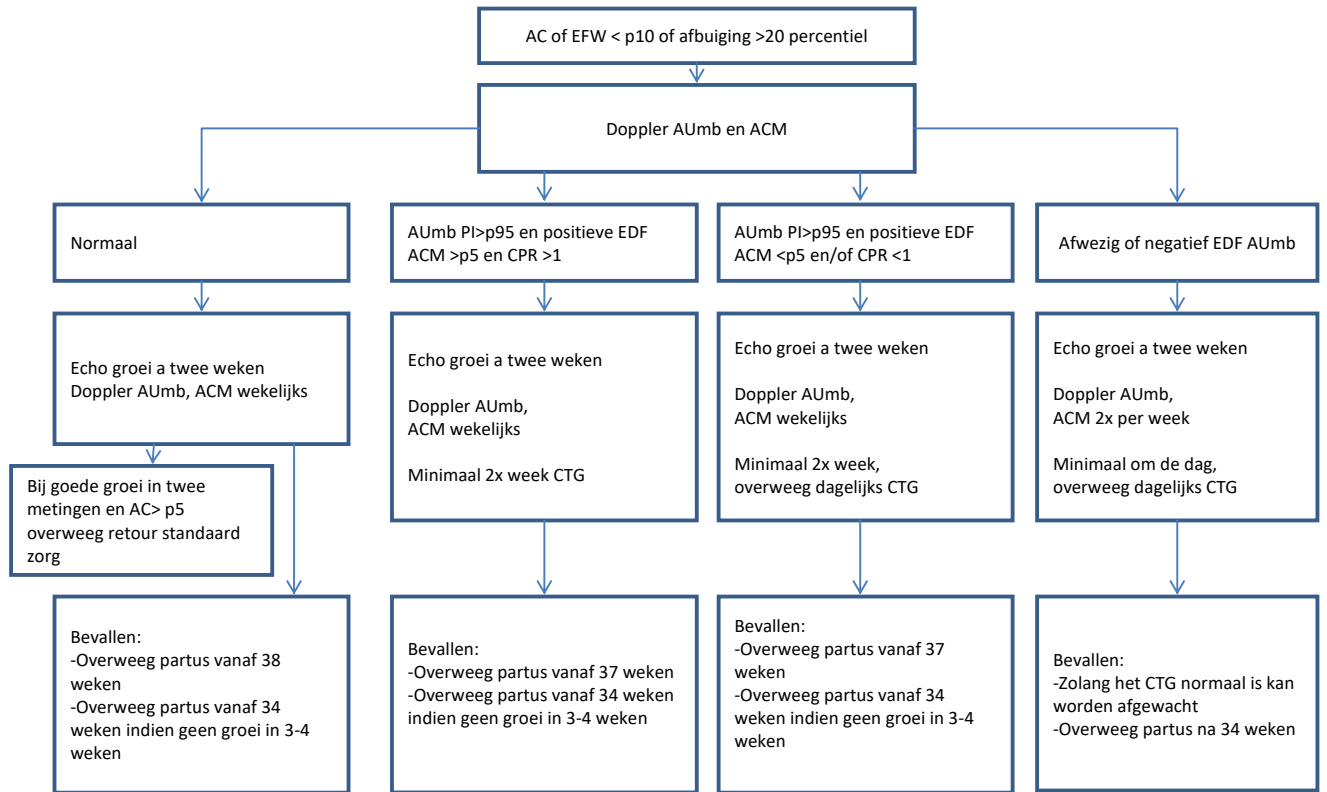 AC of EFW < p10 of afbuiging >20 percentiel
Doppler AUmb en ACM
Normaal
AUmb PI>p95 en positieve EDF
ACM >p5 en CPR >1
AUmb PI>p95 en positieve EDF
ACM <p5 en/of CPR <1
Afwezig of negatief EDF AUmb
Echo groei a twee weken
Doppler AUmb, ACM wekelijks
Echo groei a twee weken
Doppler AUmb,
ACM wekelijks
Minimaal 2x week CTG
Echo groei a twee weken
Doppler AUmb,
ACM wekelijks
Minimaal 2x week,
overweeg dagelijks CTG
Echo groei a twee weken
Doppler AUmb,
ACM 2x per week
Minimaal om de dag,
overweeg dagelijks CTG
Bij goede groei in twee
metingen en AC> p5
overweeg retour standaard
zorg
Bevallen:
-Overweeg partus vanaf 38
weken
-Overweeg partus vanaf 34
weken indien geen groei in 3-4
weken
Bevallen:
-Overweeg partus vanaf 37 weken
-Overweeg partus vanaf 34 weken
indien geen groei in 3-4 weken
Bevallen:
-Overweeg partus vanaf 37
weken
-Overweeg partus vanaf 34
weken indien geen groei in 3-4
weken
Bevallen:
-Zolang het CTG normaal is kan
worden afgewacht
-Overweeg partus na 34 weken